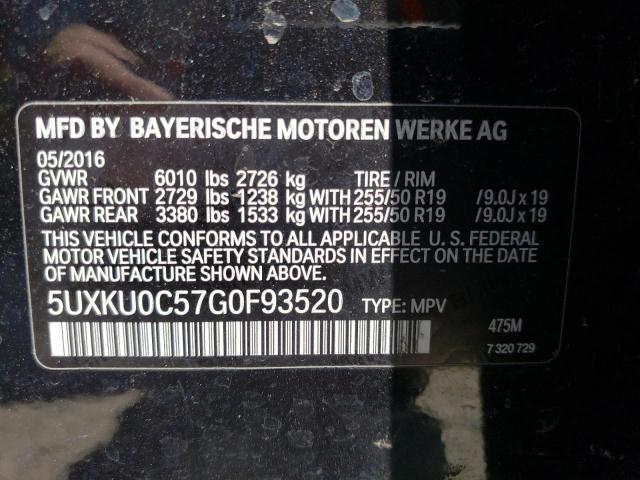 MFD BY BAYERISCHE MOTOREN WERKE AG
05/2016
GVWR 6010 lbs 2726 kg TIRE / RIM
GAWR FRONT 2729 lbs 1238 kg WITH 255/50 R19 /9.0J x 19
GAWR REAR 3380 lbs 1533 kg WITH 255/50 R19 /9.0J x 19
THIS VEHICLE CONFORMS TO ALL APPLICABLE U. S. FEDERAL
MOTOR VEHICLE SAFETY STANDARDS IN EFFECT ON THE DATE
OF MANUFACTURE SHOWN ABOVE.
5UXKU0C57G0F93520 TYPE: MPV
475M
7 320 729